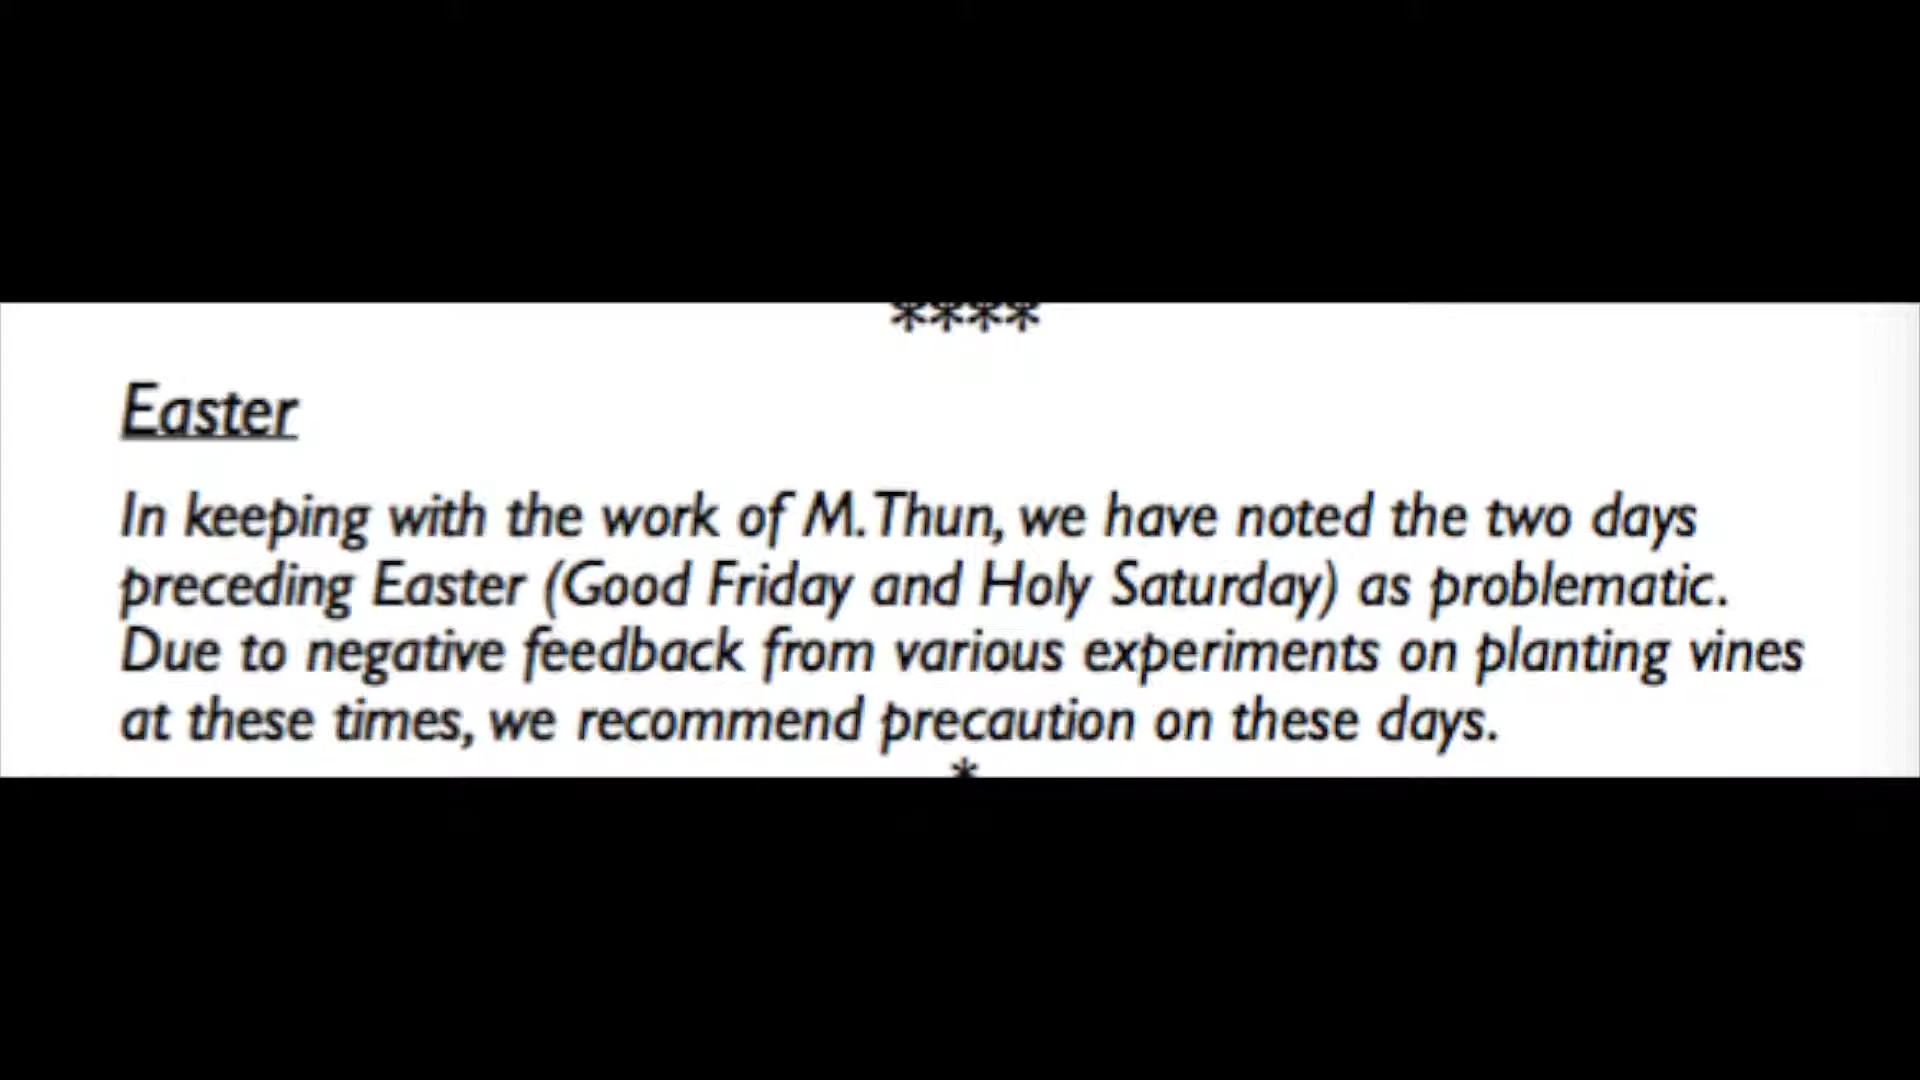 ****
Easter
In keeping with the work of M. Thun, we have noted the two days
preceding Easter (Good Friday and Holy Saturday) as problematic.
Due to negative feedback from various experiments on planting vines
at these times, we recommend precaution on these days.
*